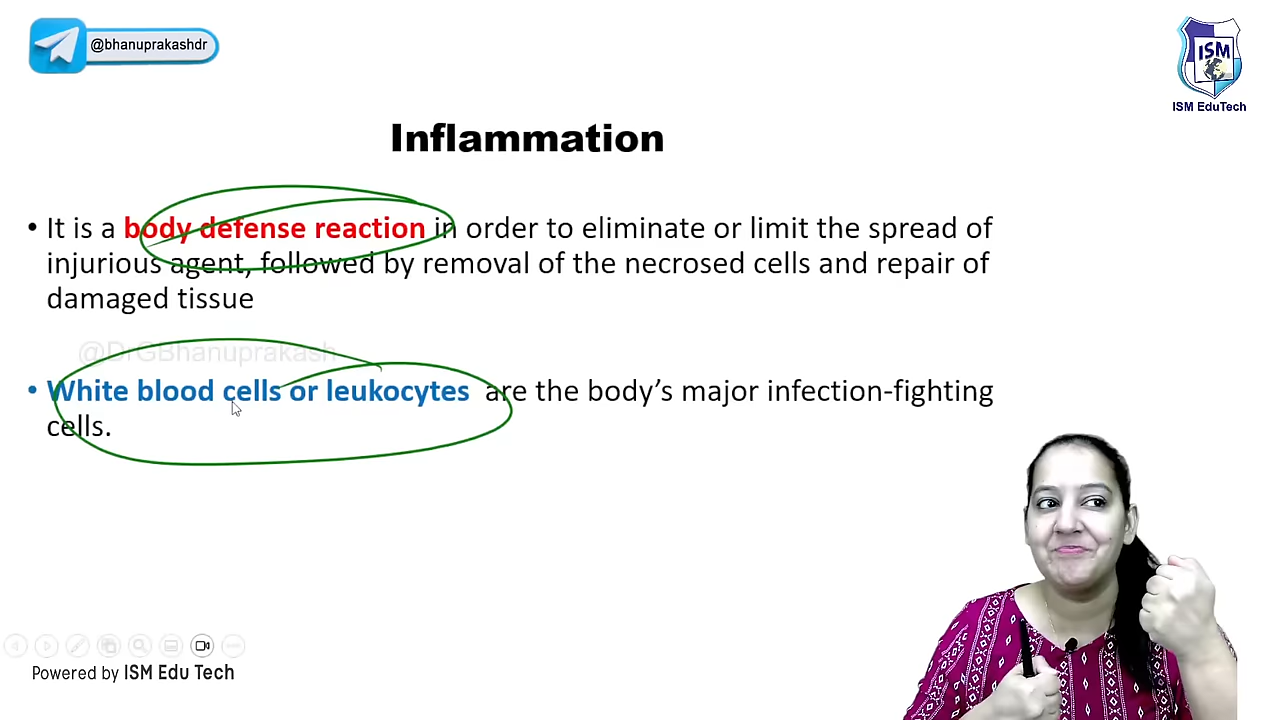 @bhanuprakashdr
ISM
ISM EduTech
Inflammation
• It is a body defense reaction in order to eliminate or limit the spread of
injurious agent, followed by removal of the necrosed cells and repair of
damaged tissue
@DrGBhanuprakash
• White blood cells or leukocytes are the body’s major infection-fighting
cells.
Powered by ISM Edu Tech